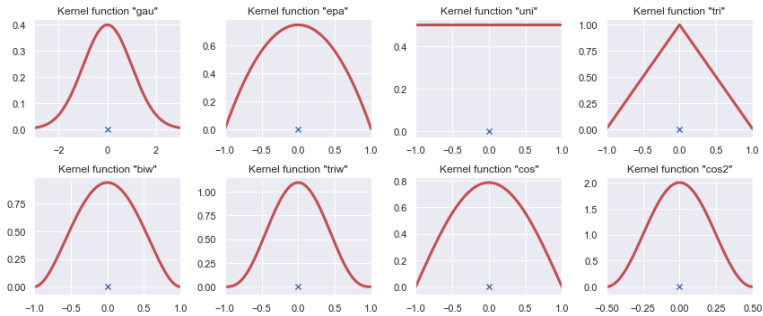 Kernel function "gau"
0.4
0.3
0.2
0.1
0.0
−2 0 2
Kernel function "epa"
0.6
0.4
0.2
0.0
−1.0 −0.5 0.0 0.5 1.0
Kernel function "uni"
0.4
0.2
0.0
−1.0 −0.5 0.0 0.5 1.0
Kernel function "tri"
1.00
0.75
0.50
0.25
0.00
−1.0 −0.5 0.0 0.5 1.0
Kernel function "biw"
0.75
0.50
0.25
0.00
−1.0 −0.5 0.0 0.5 1.0
Kernel function "triw"
1.00
0.75
0.50
0.25
0.00
−1.0 −0.5 0.0 0.5 1.0
Kernel function "cos"
0.8
0.6
0.4
0.2
0.0
−1.0 −0.5 0.0 0.5 1.0
Kernel function "cos2"
2.0
1.5
1.0
0.5
0.0
−0.50 −0.25 0.00 0.25 0.50